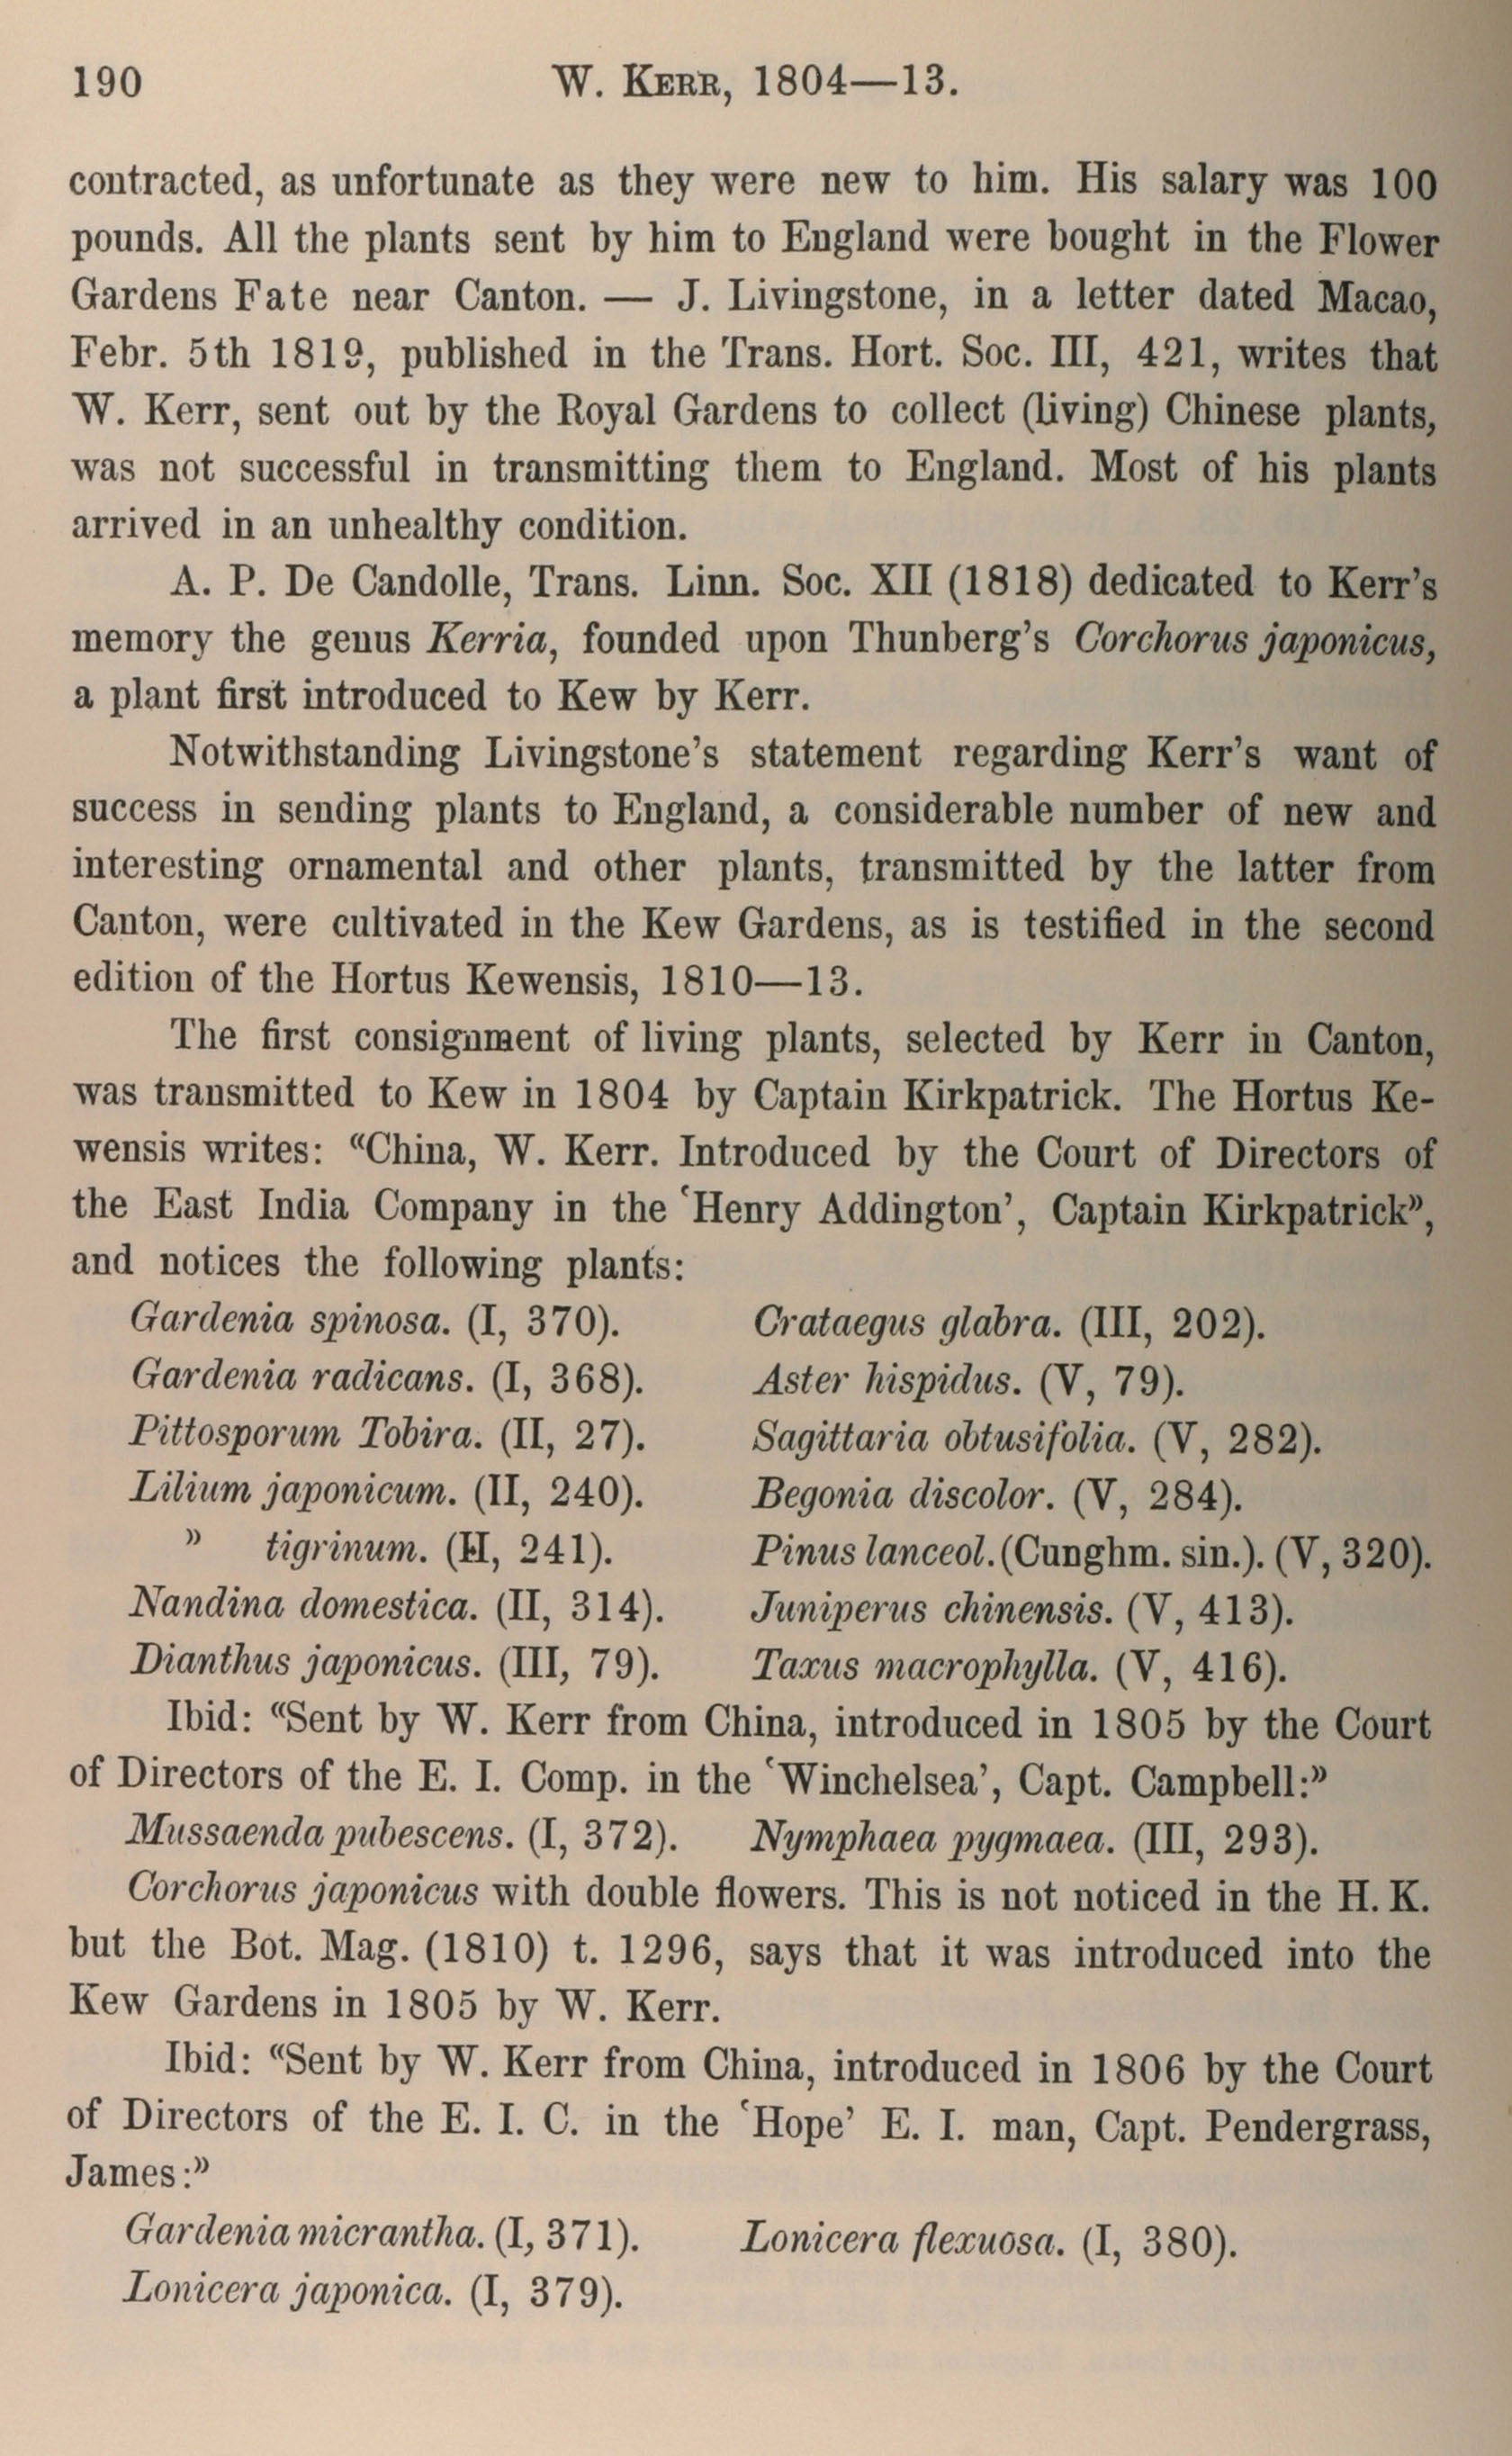 190
W. KERR, 1804—13.
contracted, as unfortunate as they were new to him. His salary was 100
pounds. All the plants sent by him to England were bought in the Flower
Gardens Fate near Canton. — J. Livingstone, in a letter dated Macao,
Febr. 5th 1819, published in the Trans. Hort. Soc. III, 421, writes that
W. Kerr, sent out by the Royal Gardens to collect (living) Chinese plants,
was not successful in transmitting them to England. Most of his plants
arrived in an unhealthy condition.
A. P. De Candolle, Trans. Linn. Soc. XII (1818) dedicated to Kerr's
memory the genus Kerria, founded upon Thunberg's Corchorus japonicus,
a plant first introduced to Kew by Kerr.
Notwithstanding Livingstone's statement regarding Kerr's want of
success in sending plants to England, a considerable number of new and
interesting ornamental and other plants, transmitted by the latter from
Canton, were cultivated in the Kew Gardens, as is testified in the second
edition of the Hortus Kewensis, 1810—13.
The first consignment of living plants, selected by Kerr in Canton,
was transmitted to Kew in 1804 by Captain Kirkpatrick. The Hortus Ke-
wensis writes: “China, W. Kerr. Introduced by the Court of Directors of
the East India Company in the ‘Henry Addington’, Captain Kirkpatrick”,
and notices the following plants:
Gardenia spinosa. (I, 370).
Gardenia radicans. (I, 368).
Pittosporum Tobira. (II, 27).
Lilium japonicum. (II, 240).
” tigrinum. (II, 241).
Nandina domestica. (II, 314).
Dianthus japonicus. (III, 79).
Crataegus glabra. (III, 202).
Aster hispidus. (V, 79).
Sagittaria obtusifolia. (V, 282).
Begonia discolor. (V, 284).
Pinus lanceol. (Cunghm. sin.). (V, 320).
Juniperus chinensis. (V, 413).
Taxus macrophylla. (V, 416).
Ibid: “Sent by W. Kerr from China, introduced in 1805 by the Court
of Directors of the E. I. Comp. in the ‘Winchelsea’, Capt. Campbell:”
Mussaenda pubescens. (I, 372).
Nymphaea pygmaea. (III, 293).
Corchorus japonicus with double flowers. This is not noticed in the H. K.
but the Bot. Mag. (1810) t. 1296, says that it was introduced into the
Kew Gardens in 1805 by W. Kerr.
Ibid: “Sent by W. Kerr from China, introduced in 1806 by the Court
of Directors of the E. I. C. in the ‘Hope’ E. I. man, Capt. Pendergrass,
James:”
Gardenia micrantha. (I, 371).
Lonicera japonica. (I, 379).
Lonicera flexuosa. (I, 380).